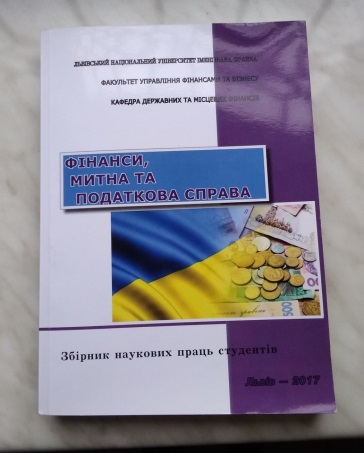 ЛЬВІВСЬКИЙ НАЦІОНАЛЬНИЙ УНІВЕРСИТЕТ ІМЕНІ ІВАНА ФРАНКА
ФАКУЛЬТЕТ УПРАВЛІННЯ ФІНАНСАМИ ТА БІЗНЕСУ
КАФЕДРА ДЕРЖАВНИХ ТА МІСЦЕВИХ ФІНАНСІВ
ФІНАНСИ,
МИТНА ТА
ПОДАТКОВА СПРАВА
500
Збірник наукових праць студентів
Львів – 2017